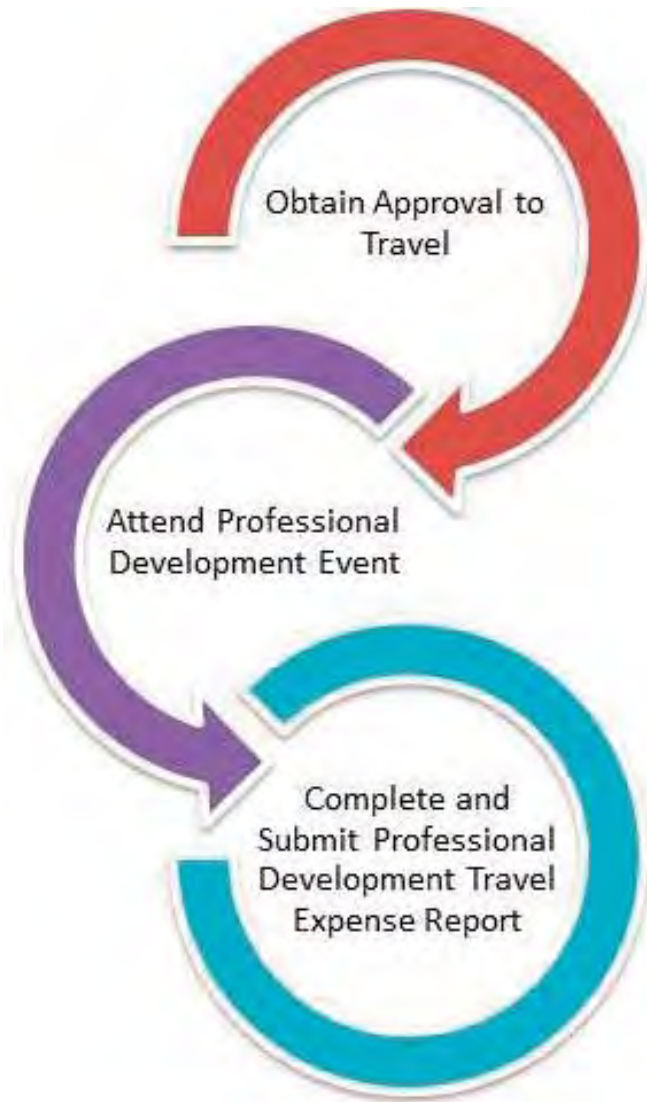 Obtain Approval to
Travel
Attend Professional
Development Event
Complete and
Submit Professional
Development Travel
Expense Report